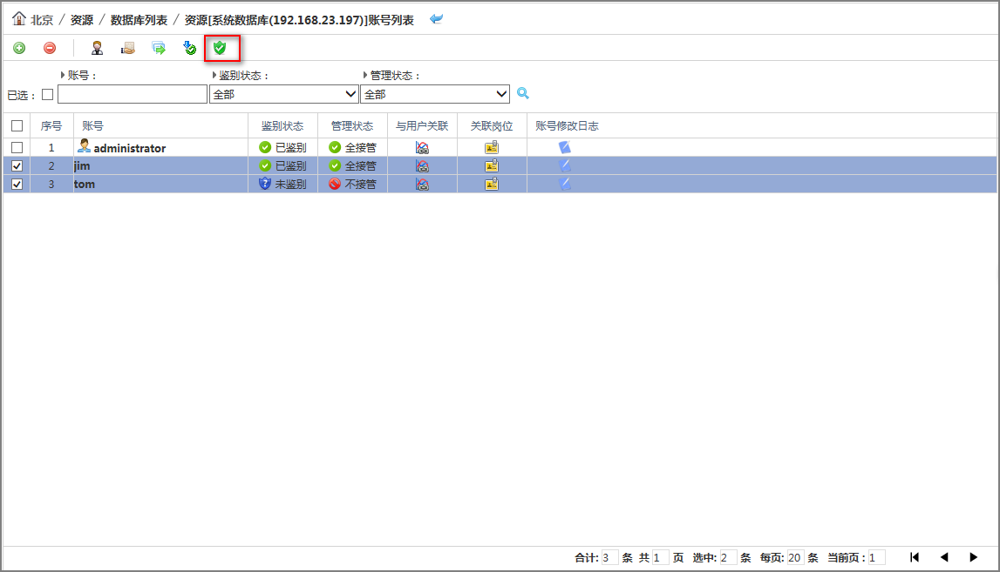 北京 / 资源 / 数据库列表 / 资源[系统数据库(192.168.23.197)]账号列表
账号： 鉴别状态： 管理状态：
已选： 全部 全部
序号 账号 鉴别状态 管理状态 与用户关联 关联岗位 账号修改日志
1 administrator 已鉴别 全接管
2 jim 已鉴别 全接管
3 tom 未鉴别 不接管
合计: 3 条 共 1 页 选中: 2 条 每页: 20 条 当前页： 1